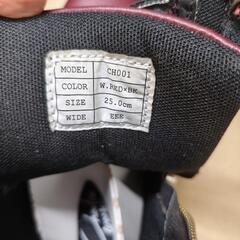 MODEL CH001
COLOR W.RED×BK
SIZE 25.0cm
WIDE EEE